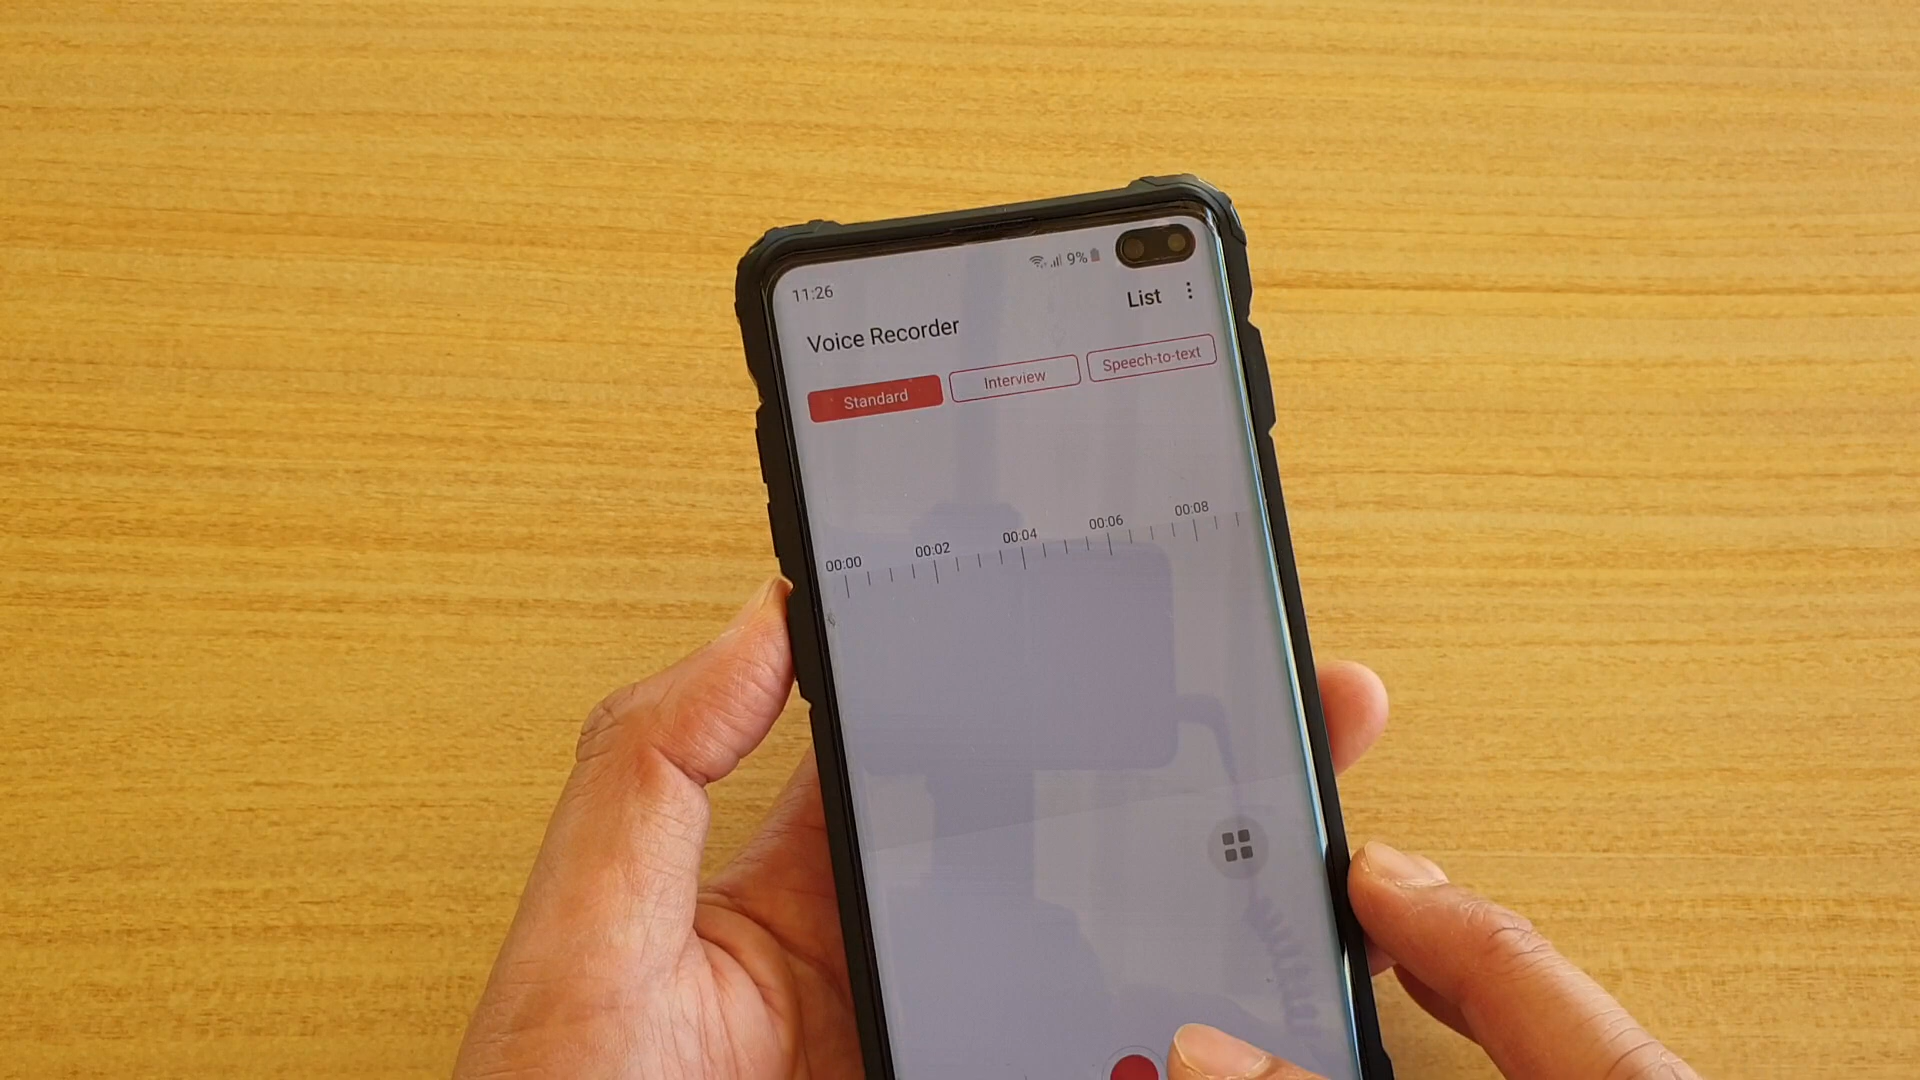 11:26
9%
List
Voice Recorder
Standard
Interview
Speech-to-text
00:00
00:02
00:04
00:06
00:08